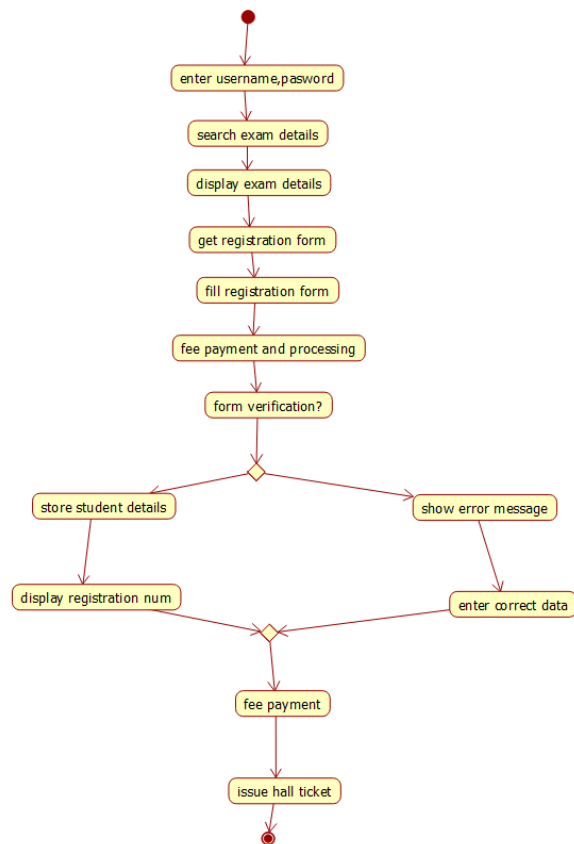 enter username,pasword
search exam details
display exam details
get registration form
fill registration form
fee payment and processing
form verification?
store student details
show error message
display registration num
enter correct data
fee payment
issue hall ticket